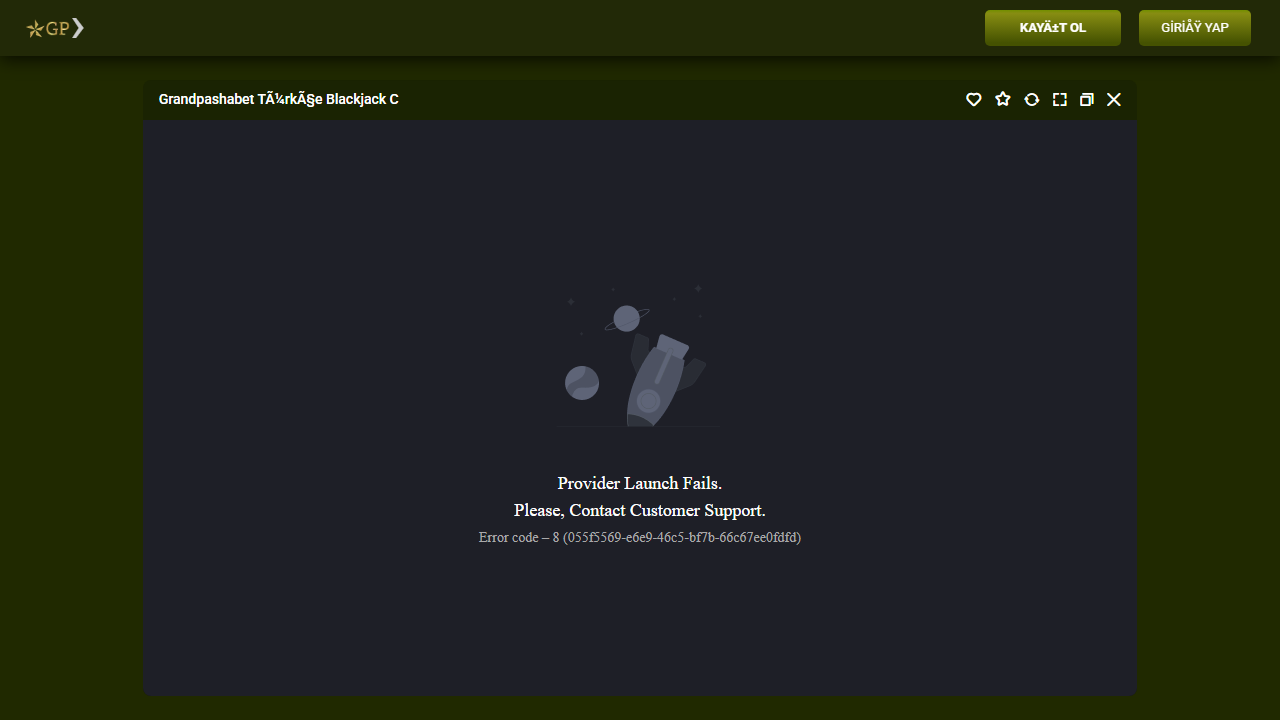 GP
KAYÄ±T OL
GİRİÅŸ YAP
Grandpashabet TÃ¼rkÃ§e Blackjack C
Provider Launch Fails.
Please, Contact Customer Support.
Error code – 8 (055f5569-e6e9-46c5-bf7b-66c67ee0fdfd)